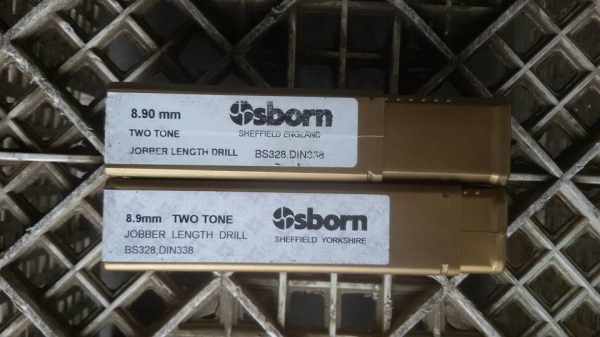 8.90 mm
Osborn
TWO TONE
SHEFFIELD ENGLAND
JOBBER LENGTH DRILL BS328,DIN338
8.9mm TWO TONE
Osborn
JOBBER LENGTH DRILL
SHEFFIELD YORKSHIRE
BS328,DIN338